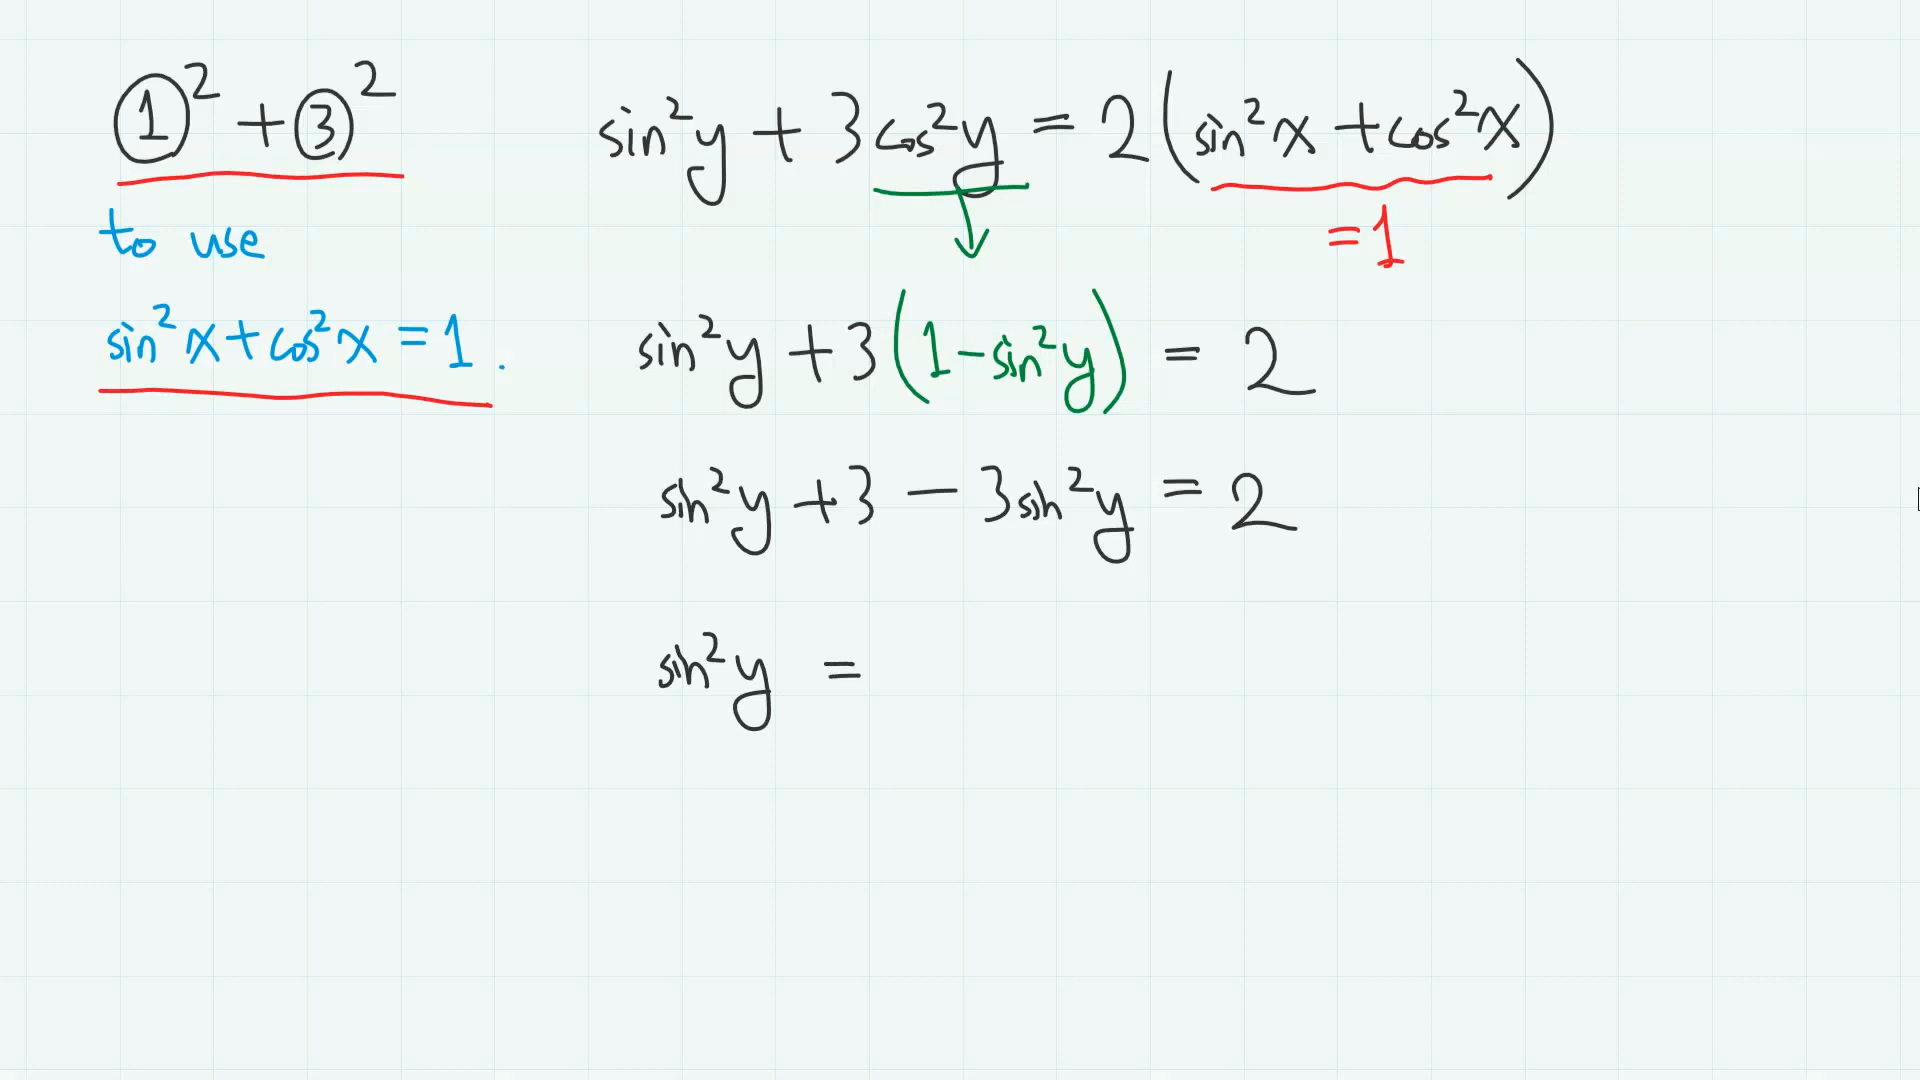 ①² + ③²
to use
sin²x + cos²x = 1.
sin²y + 3cos²y = 2(sin²x + cos²x)
= 1
sin²y + 3(1 - sin²y) = 2
sin²y + 3 - 3sin²y = 2
sin²y =